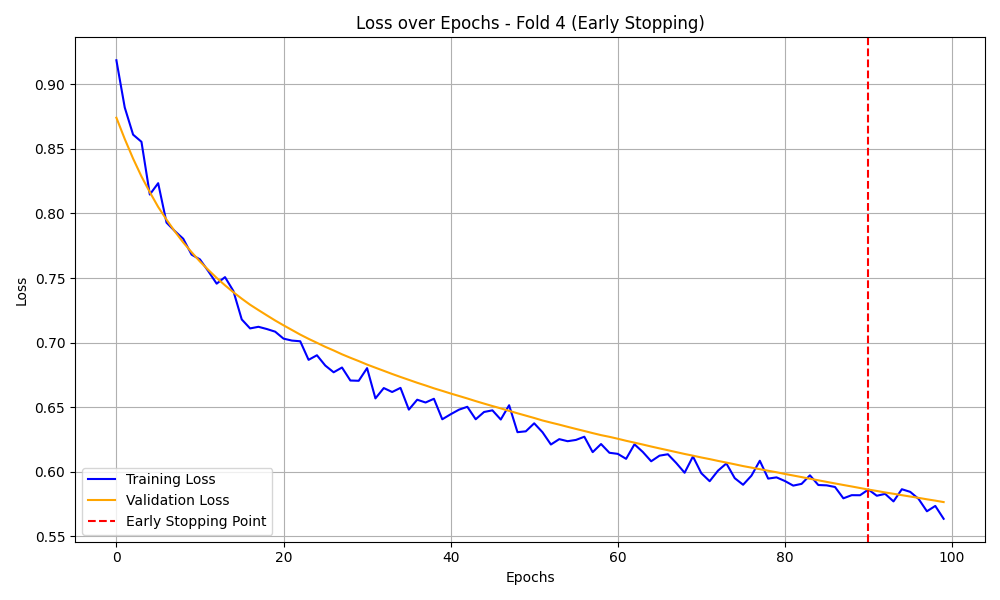 Loss over Epochs - Fold 4 (Early Stopping)
0.90
0.85
0.80
0.75
0.70
0.65
0.60
0.55
Loss
Training Loss
Validation Loss
Early Stopping Point
0 20 40 60 80 100
Epochs